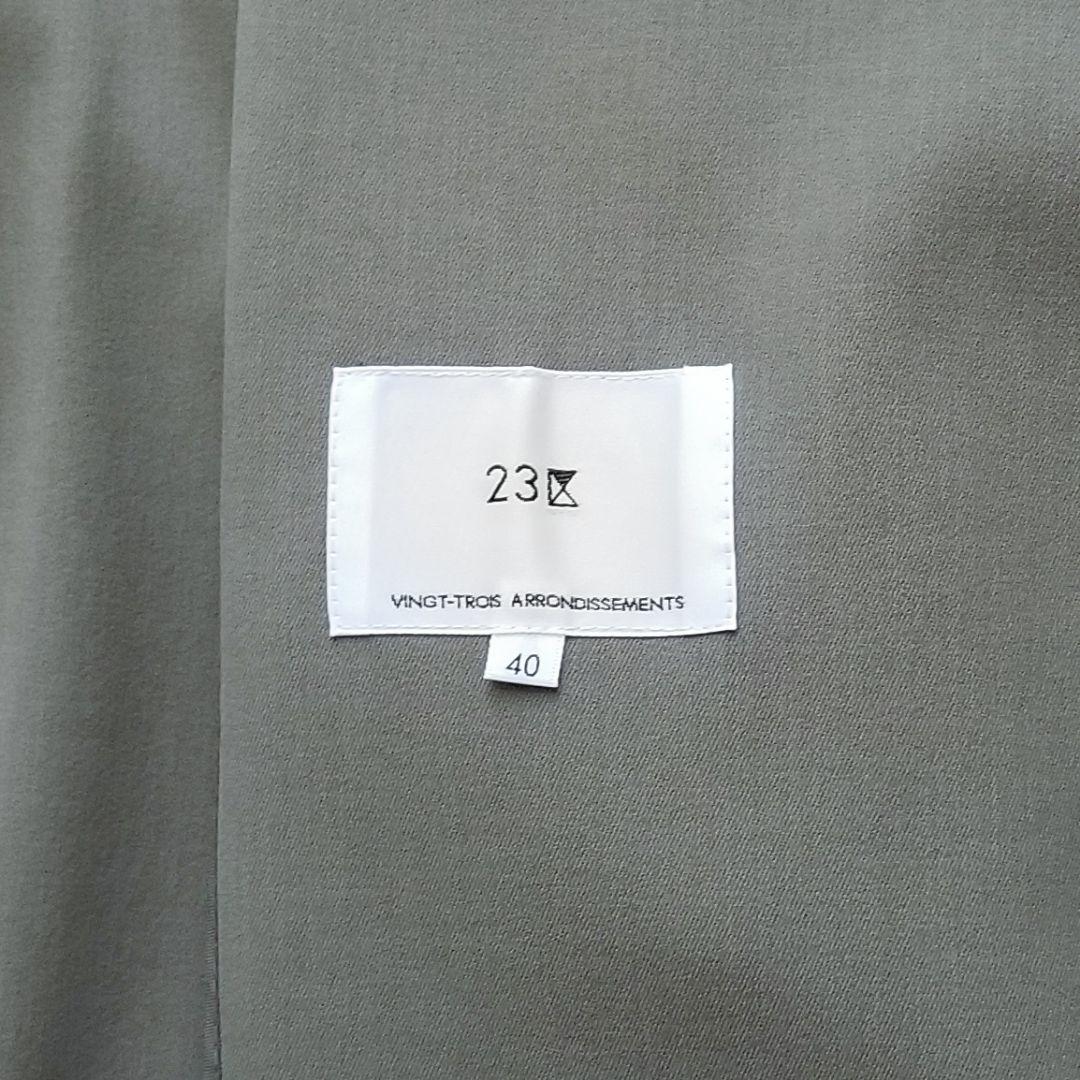 23区
VINGT-TROIS ARRONDISSEMENTS
40